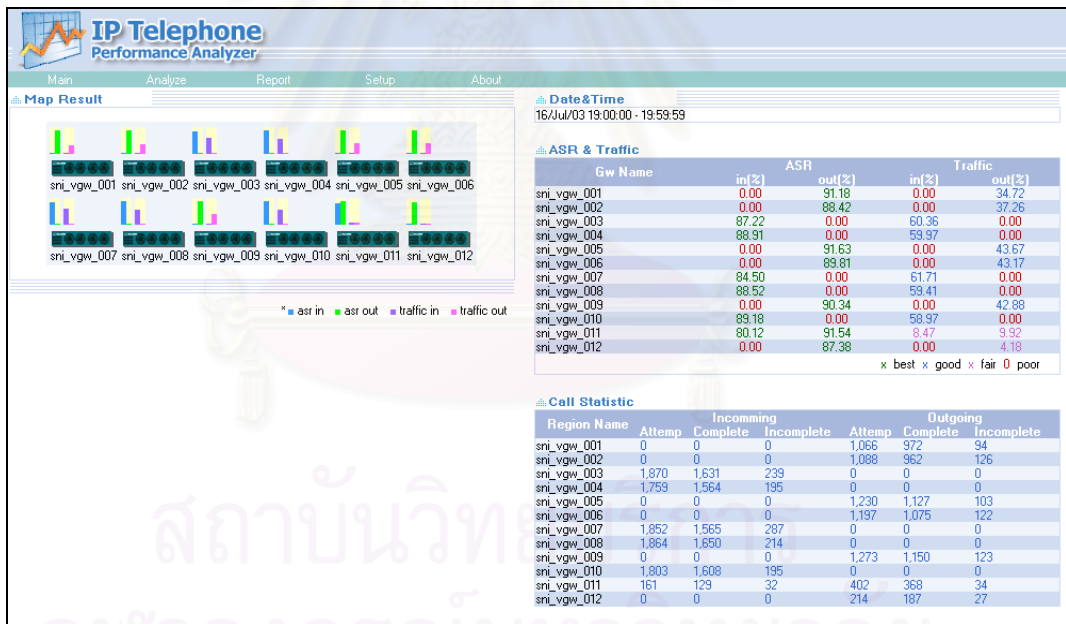 IP Telephone
Performance Analyzer
Main Analyze Report Setup About
Map Result
sni_vgw_001 sni_vgw_002 sni_vgw_003 sni_vgw_004 sni_vgw_005 sni_vgw_006
sni_vgw_007 sni_vgw_008 sni_vgw_009 sni_vgw_010 sni_vgw_011 sni_vgw_012
* asr in asr out traffic in traffic out
Date&Time
16/Jul/03 19:00:00 - 19:59:59
ASR & Traffic
Gw Name ASR Traffic
in(%) out(%) in(%) out(%)
sni_vgw_001 0.00 91.18 0.00 34.72
sni_vgw_002 0.00 88.42 0.00 37.26
sni_vgw_003 87.22 0.00 60.36 0.00
sni_vgw_004 88.91 0.00 59.97 0.00
sni_vgw_005 0.00 91.63 0.00 43.67
sni_vgw_006 0.00 89.81 0.00 43.17
sni_vgw_007 84.50 0.00 61.71 0.00
sni_vgw_008 88.52 0.00 59.41 0.00
sni_vgw_009 0.00 90.34 0.00 42.88
sni_vgw_010 89.18 0.00 58.97 0.00
sni_vgw_011 80.12 91.54 8.47 9.92
sni_vgw_012 0.00 87.38 0.00 4.18
x best x good x fair 0 poor
Call Statistic
Region Name Incomming Outgoing
Attemp Complete Incomplete Attemp Complete Incomplete
sni_vgw_001 0 0 0 1,066 972 94
sni_vgw_002 0 0 0 1,088 962 126
sni_vgw_003 1,870 1,631 239 0 0 0
sni_vgw_004 1,759 1,564 195 0 0 0
sni_vgw_005 0 0 0 1,230 1,127 103
sni_vgw_006 0 0 0 1,197 1,075 122
sni_vgw_007 1,852 1,565 287 0 0 0
sni_vgw_008 1,864 1,650 214 0 0 0
sni_vgw_009 0 0 0 1,273 1,150 123
sni_vgw_010 1,803 1,608 195 0 0 0
sni_vgw_011 161 129 32 402 368 34
sni_vgw_012 0 0 0 214 187 27
สถาบันวิทยบริการ